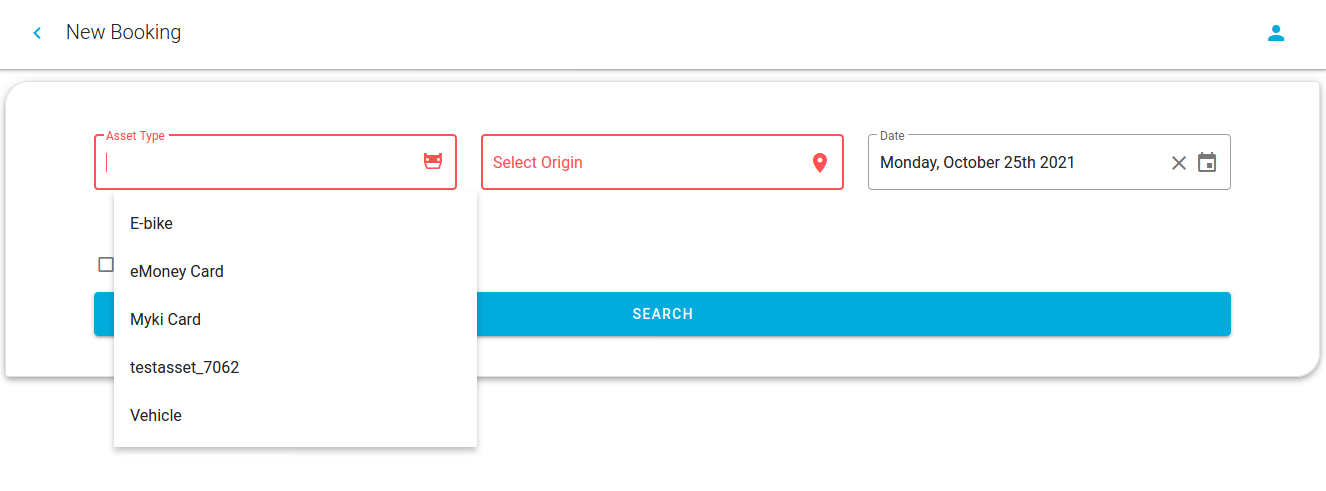 New Booking
Asset Type
Select Origin
Date
Monday, October 25th 2021
E-bike
eMoney Card
Myki Card
testasset_7062
Vehicle
SEARCH